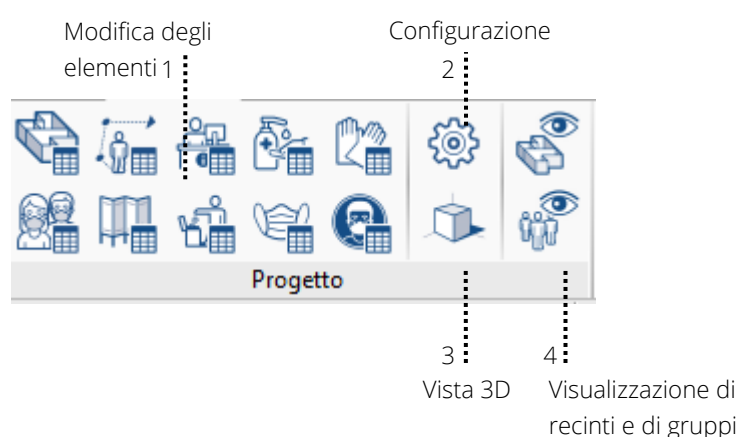 Modifica degli
elementi 1
Configurazione
2
Progetto
3
Vista 3D
4
Visualizzazione di
recinti e di gruppi